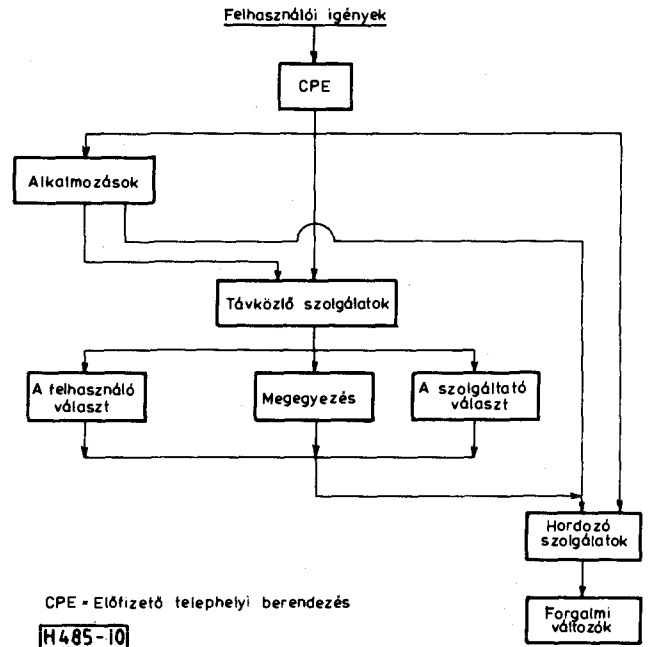 Felhasználói igények
CPE
Alkalmozások
Távközlő szolgálatok
A felhasználó
választ
Megegyezés
A szolgáltató
választ
Hordozó
szolgálatok
Forgalmi
változók
CPE = Előfizető telephelyi berendezés
H485-10